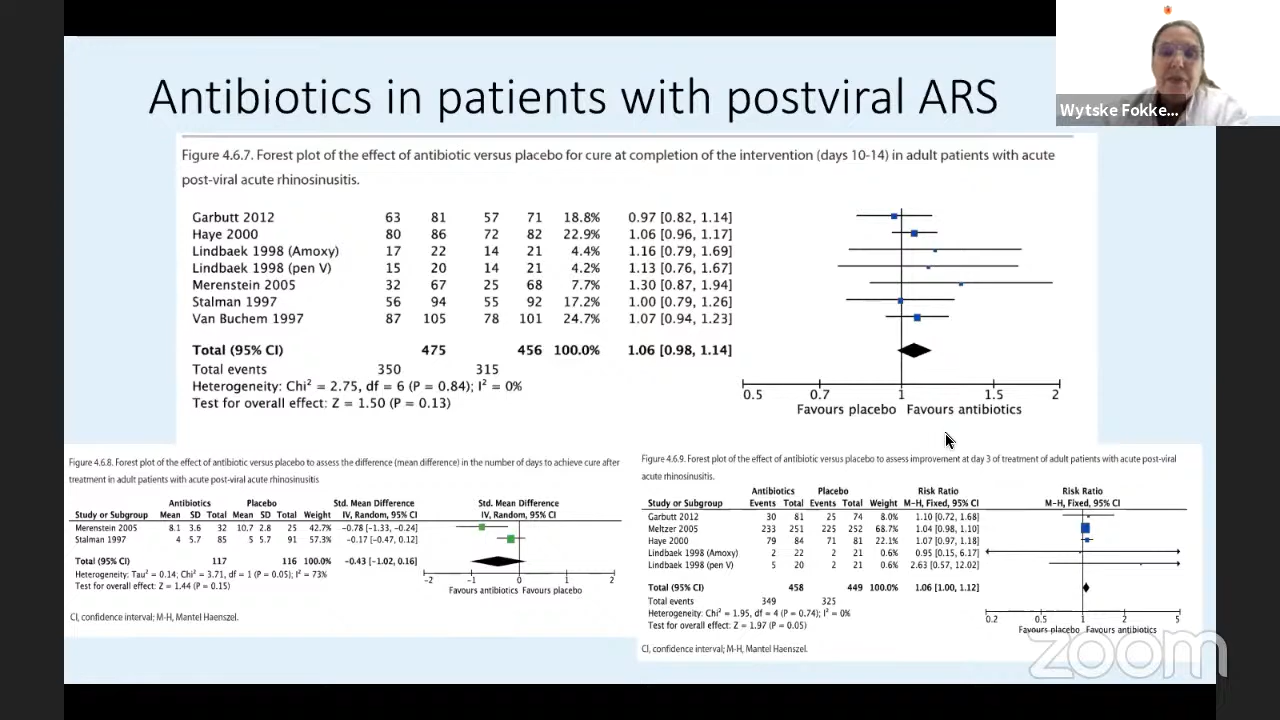 Antibiotics in patients with postviral ARS
Wytske Fokke...
Figure 4.6.7. Forest plot of the effect of antibiotic versus placebo for cure at completion of the intervention (days 10-14) in adult patients with acute
post-viral acute rhinosinusitis.
Garbutt 2012 63 81 57 71 18.8% 0.97 [0.82, 1.14]
Haye 2000 80 86 72 82 22.9% 1.06 [0.96, 1.17]
Lindbaek 1998 (Amoxy) 17 22 14 21 4.4% 1.16 [0.79, 1.69]
Lindbaek 1998 (pen V) 15 20 14 21 4.2% 1.13 [0.76, 1.67]
Merenstein 2005 32 67 25 68 7.7% 1.30 [0.87, 1.94]
Stalman 1997 56 94 55 92 17.2% 1.00 [0.79, 1.26]
Van Buchem 1997 87 105 78 101 24.7% 1.07 [0.94, 1.23]
Total (95% CI) 475 456 100.0% 1.06 [0.98, 1.14]
Total events 350 315
Heterogeneity: Chi² = 2.75, df = 6 (P = 0.84); I² = 0%
Test for overall effect: Z = 1.50 (P = 0.13)
0.5 0.7 1 1.5 2
Favours placebo Favours antibiotics
Figure 4.6.8. Forest plot of the effect of antibiotic versus placebo to assess the difference (mean difference) in the number of days to achieve cure after
treatment in adult patients with acute post-viral acute rhinosinusitis
Antibiotics Placebo Std. Mean Difference Std. Mean Difference
Study or Subgroup Mean SD Total Mean SD Total Weight IV, Random, 95% CI IV, Random, 95% CI
Merenstein 2005 8.1 3.6 32 10.7 2.8 25 42.7% −0.78 [−1.33, −0.24]
Stalman 1997 4 5.7 85 5 5.7 91 57.3% −0.17 [−0.47, 0.12]
Total (95% CI) 117 116 100.0% −0.43 [−1.02, 0.16]
Heterogeneity: Tau² = 0.14; Chi² = 3.71, df = 1 (P = 0.05); I² = 73%
Test for overall effect: Z = 1.44 (P = 0.15)
-2 -1 0 1 2
Favours antibiotics Favours placebo
CI, confidence interval; M-H, Mantel Haenszel.
Figure 4.6.9. Forest plot of the effect of antibiotic versus placebo to assess improvement at day 3 of treatment of adult patients with acute post-viral
acute rhinosinusitis.
Antibiotics Placebo Risk Ratio Risk Ratio
Study or Subgroup Events Total Events Total Weight M-H, Fixed, 95% CI M-H, Fixed, 95% CI
Garbutt 2012 30 81 25 74 8.0% 1.10 [0.72, 1.68]
Meltzer 2005 233 251 225 252 68.7% 1.04 [0.98, 1.10]
Haye 2000 79 84 71 81 22.1% 1.07 [0.97, 1.18]
Lindbaek 1998 (Amoxy) 2 22 2 21 0.6% 0.95 [0.15, 6.17]
Lindbaek 1998 (pen V) 5 20 2 21 0.6% 2.63 [0.57, 12.02]
Total (95% CI) 458 449 100.0% 1.06 [1.00, 1.12]
Total events 349 325
Heterogeneity: Chi² = 1.95, df = 4 (P = 0.74); I² = 0%
Test for overall effect: Z = 1.97 (P = 0.05)
0.2 0.5 1 2 5
Favours placebo Favours antibiotics
CI, confidence interval; M-H, Mantel Haenszel.
zoom